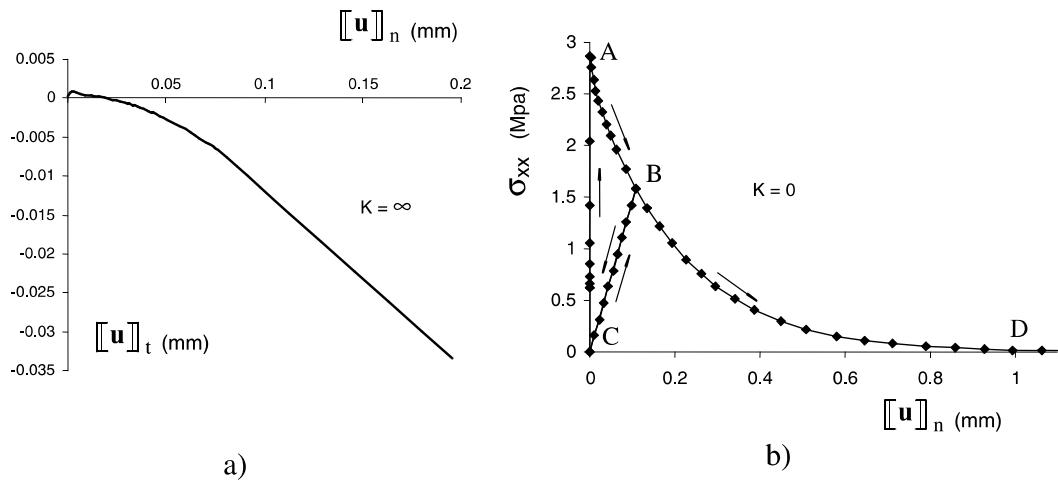 ⟦u⟧n (mm)
0.005
0
-0.005
-0.01
-0.015
-0.02
-0.025
-0.03
-0.035
0.05
0.1
0.15
0.2
K = ∞
⟦u⟧t (mm)
a)
σxx (Mpa)
3
2.5
2
1.5
1
0.5
0
A
B
K = 0
C
D
0
0.2
0.4
0.6
0.8
1
⟦u⟧n (mm)
b)